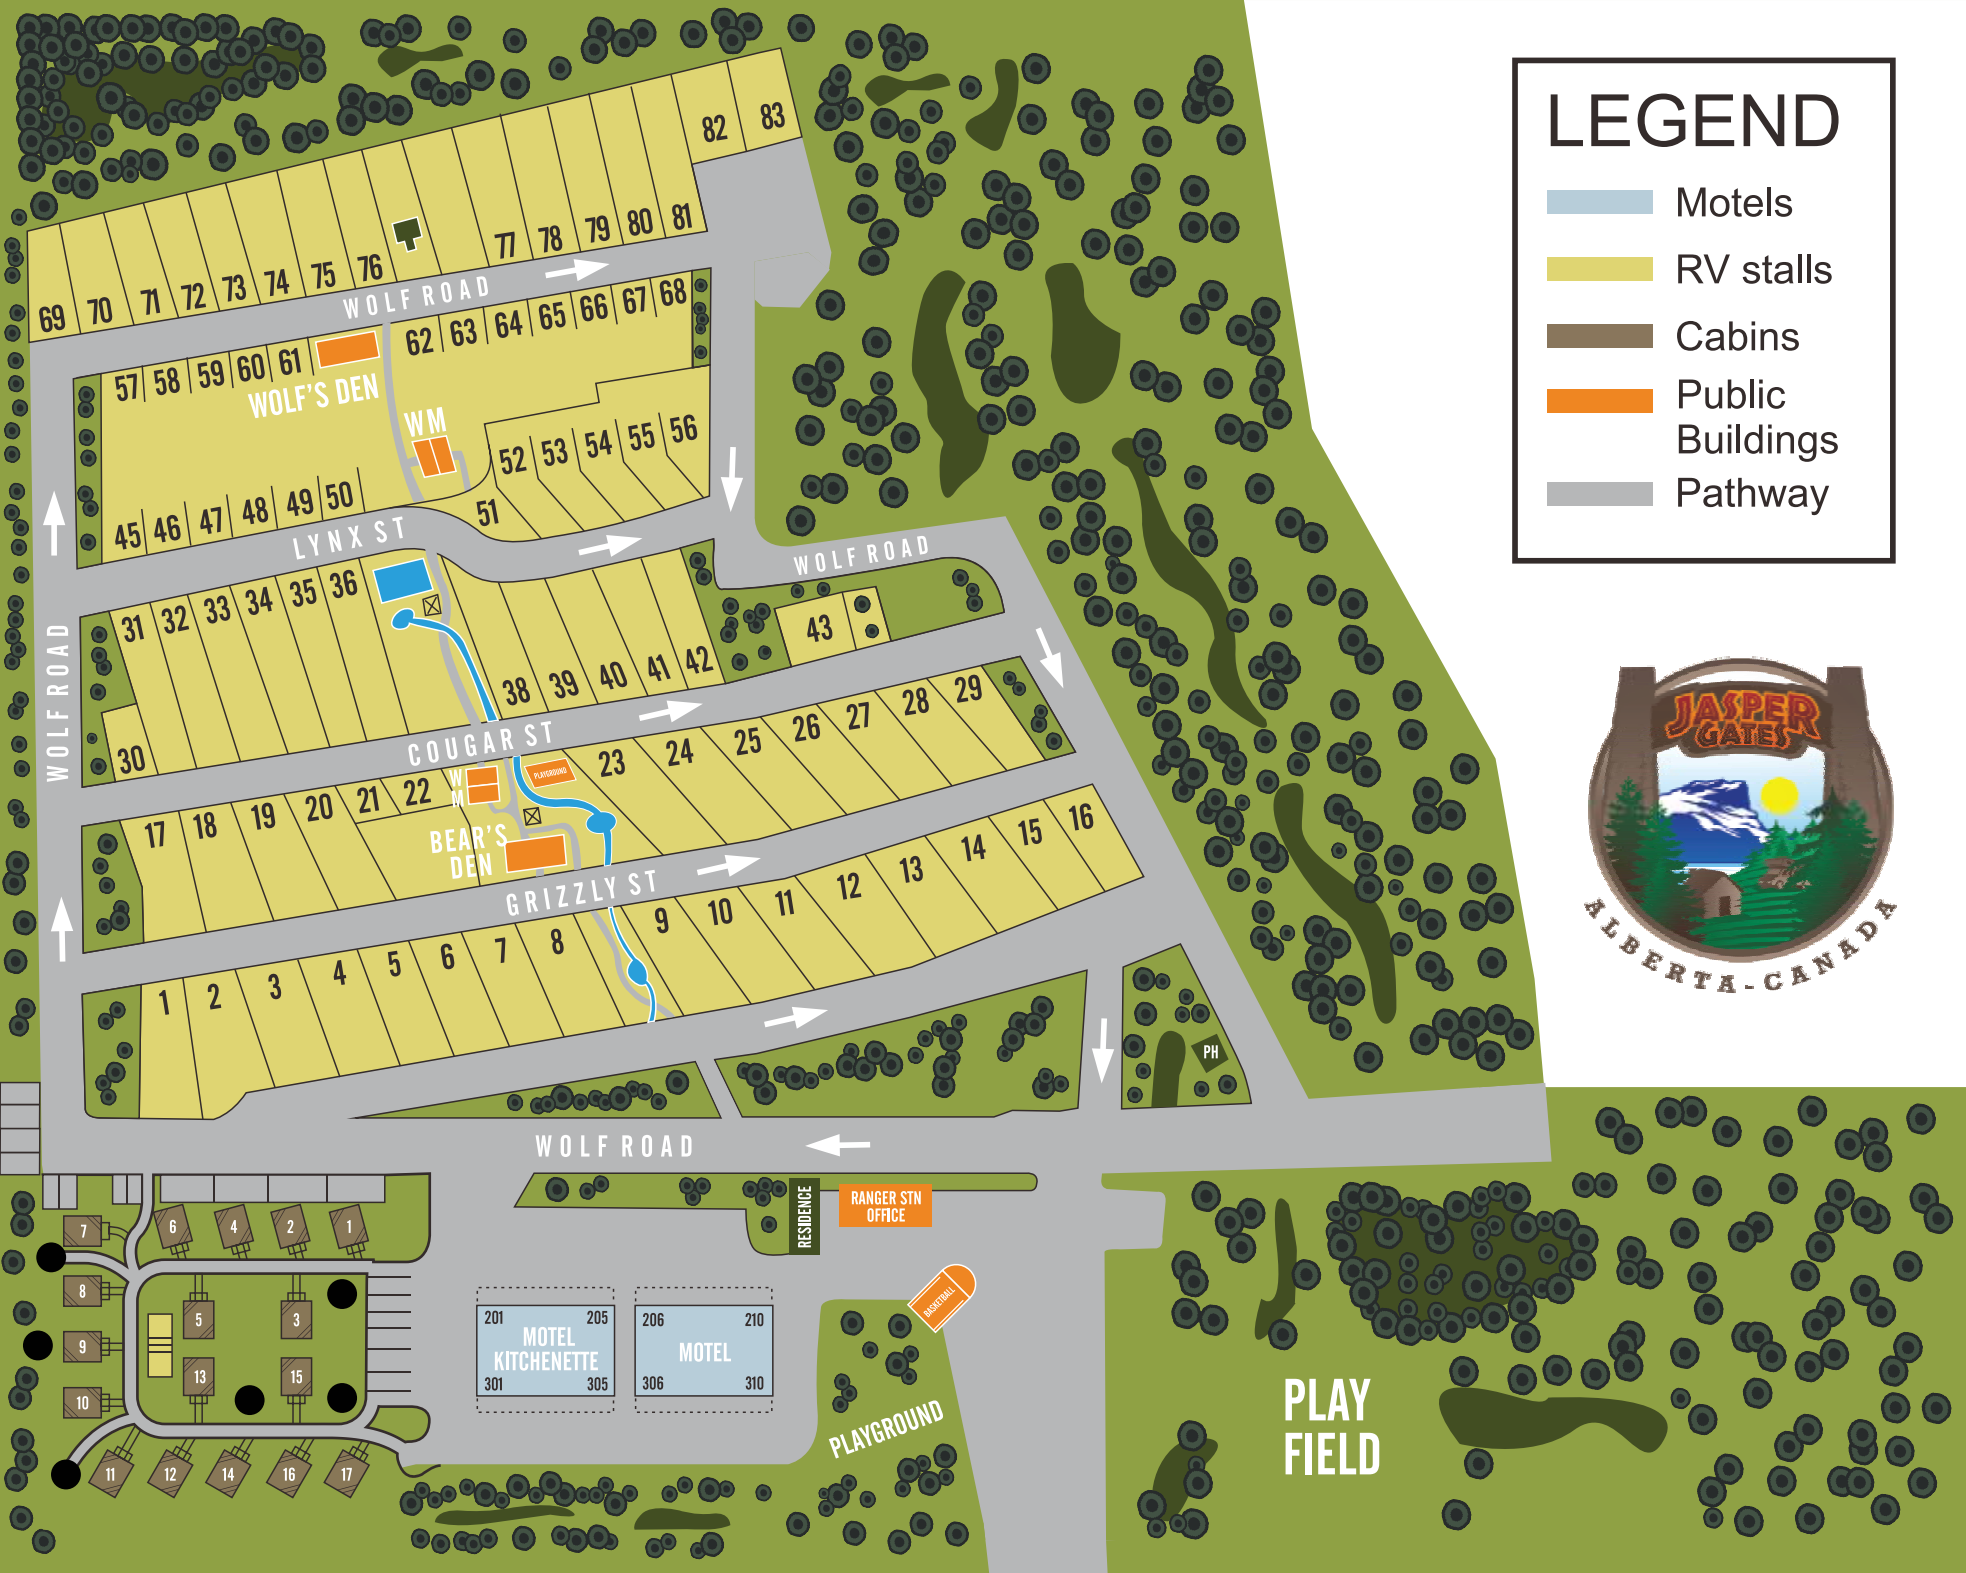 82 83
69 70 71 72 73 74 75 76 77 78 79 80 81
WOLF ROAD
57 58 59 60 61 62 63 64 65 66 67 68
WOLF'S DEN
WM
45 46 47 48 49 50 51 52 53 54 55 56
LYNX ST
WOLF ROAD
31 32 33 34 35 36
43
30 38 39 40 41 42
WOLF ROAD
COUGAR ST
17 18 19 20 21 22
W
M
PLAYGROUND
23 24 25 26 27 28 29
BEAR'S
DEN
GRIZZLY ST
1 2 3 4 5 6 7 8 9 10 11 12 13 14 15 16
PH
WOLF ROAD
7 6 4 2 1
8 5 3
9
10 13 15
11 12 14 16 17
RESIDENCE
RANGER STN
OFFICE
BASKETBALL
201 205
MOTEL
KITCHENETTE
301 305
206 210
MOTEL
306 310
PLAYGROUND
PLAY
FIELD
LEGEND
Motels
RV stalls
Cabins
Public
Buildings
Pathway
JASPER
GATES
ALBERTA-CANADA